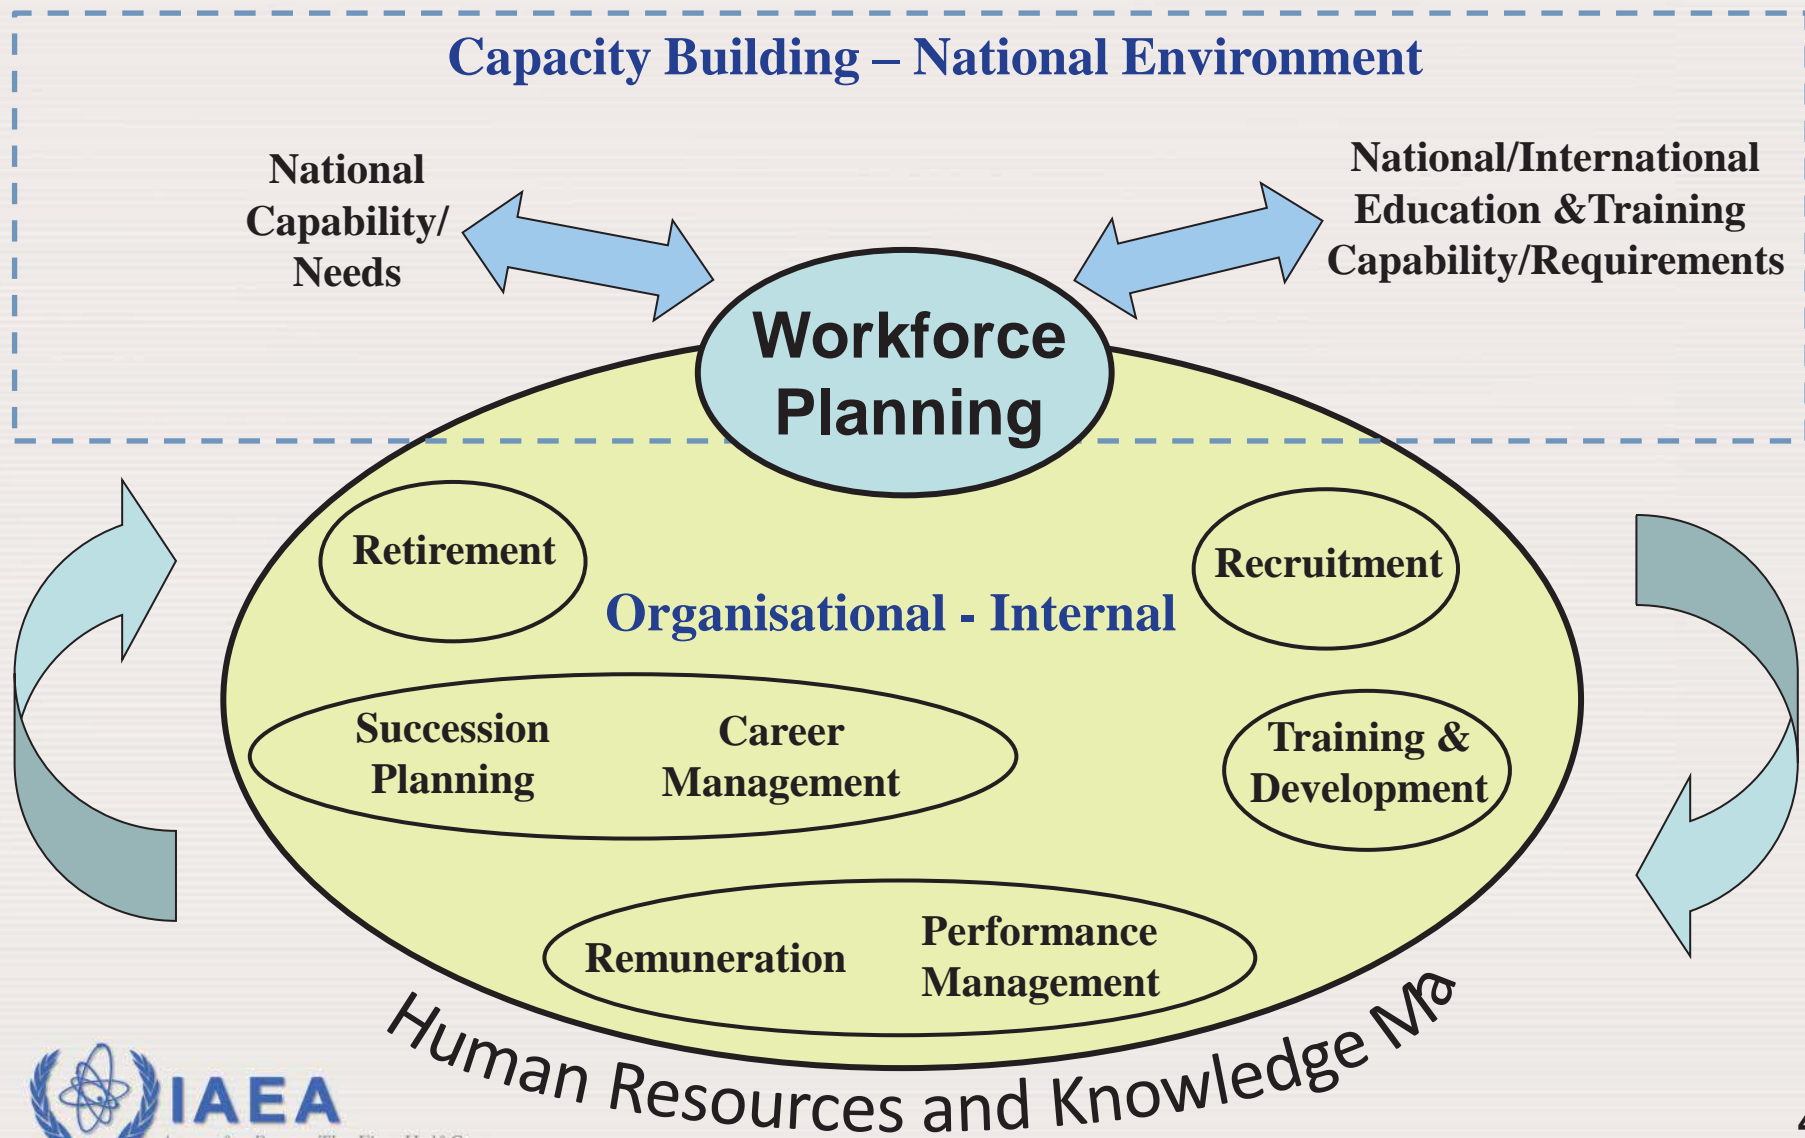 Capacity Building – National Environment
National
Capability/
Needs
National/International
Education &Training
Capability/Requirements
Workforce
Planning
Retirement
Recruitment
Organisational - Internal
Succession
Planning
Career
Management
Training &
Development
Remuneration
Performance
Management
Human Resources and Knowledge Ma
IAEA